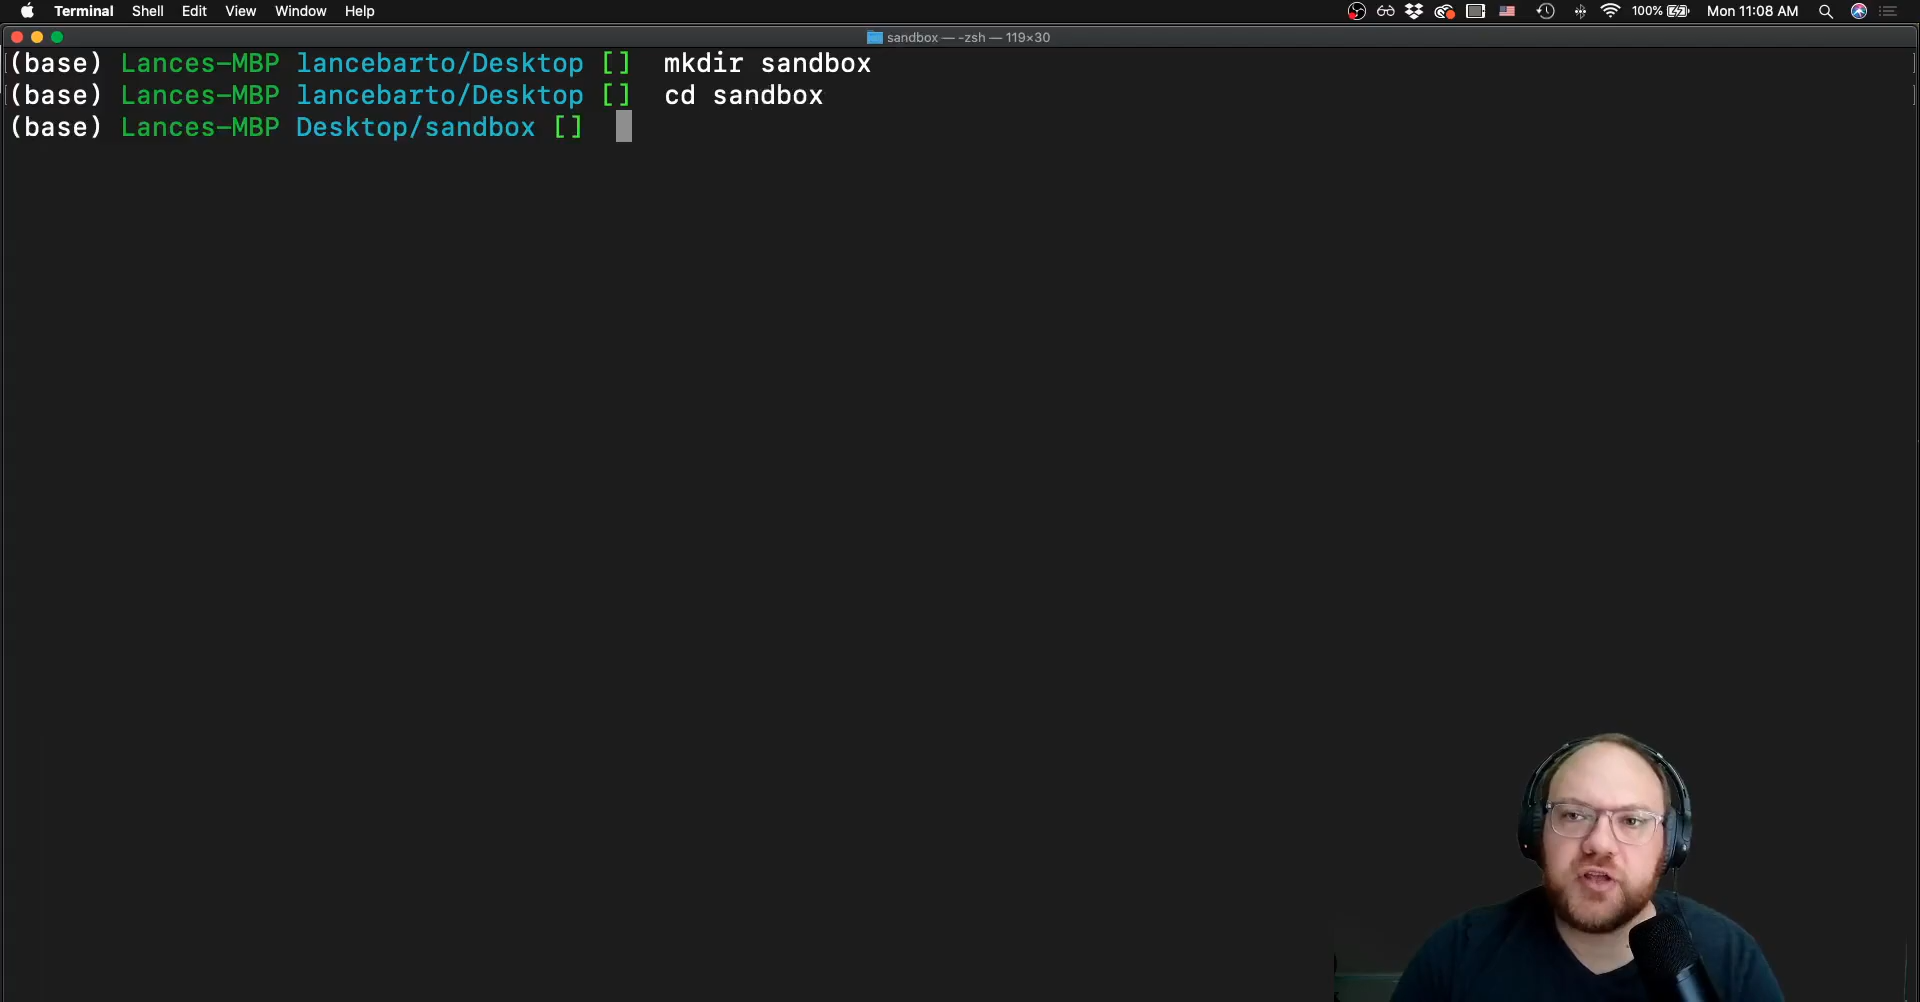 Terminal Shell Edit View Window Help 100% Mon 11:08 AM
sandbox — -zsh — 119×30
(base) Lances-MBP lancebarto/Desktop [] mkdir sandbox
(base) Lances-MBP lancebarto/Desktop [] cd sandbox
(base) Lances-MBP Desktop/sandbox []